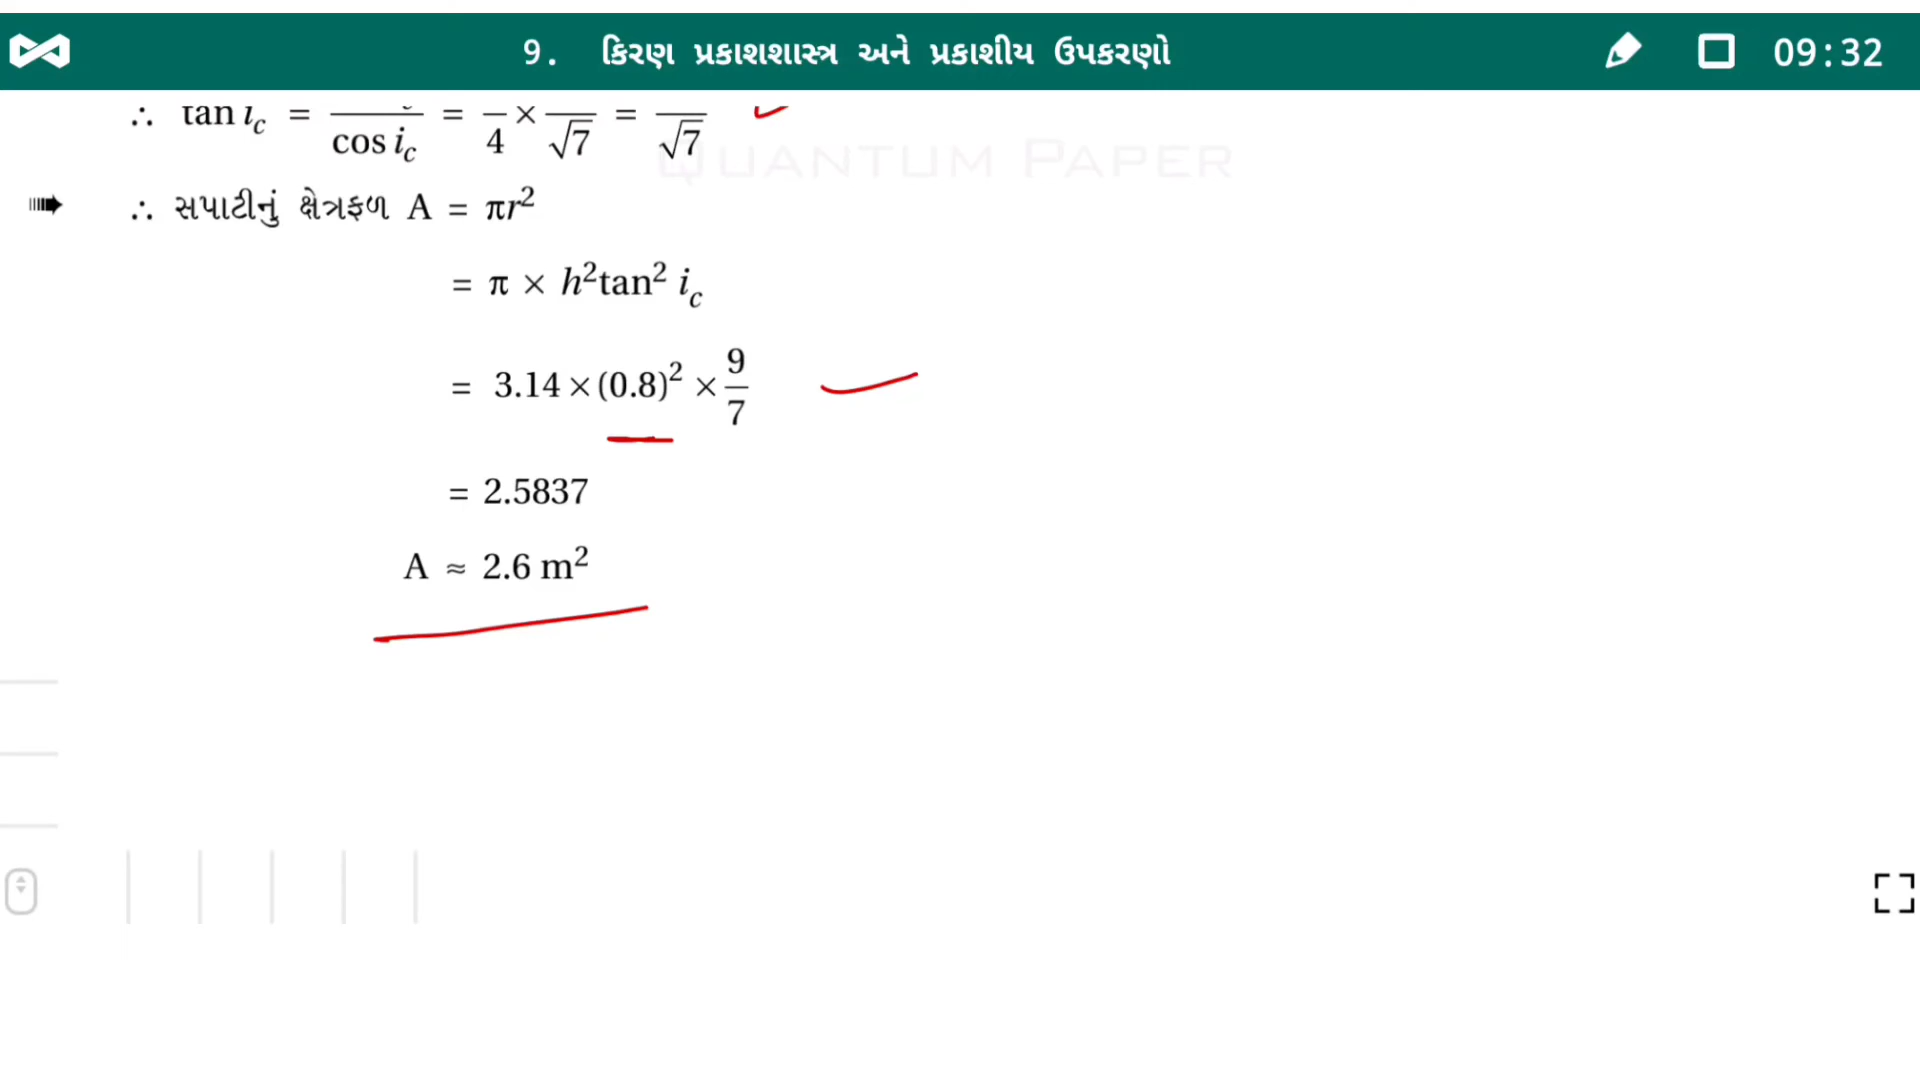 9. કિરણ પ્રકાશશાસ્ત્ર અને પ્રકાશીય ઉપકરણો 09:32
∴ tan i_c = /cos i_c = /4 × /√7 = /√7
QUANTUM PAPER
∴ સપાટીનું ક્ષેત્રફળ A = πr²
= π × h²tan² i_c
= 3.14 × (0.8)² × 9/7
= 2.5837
A ≈ 2.6 m²